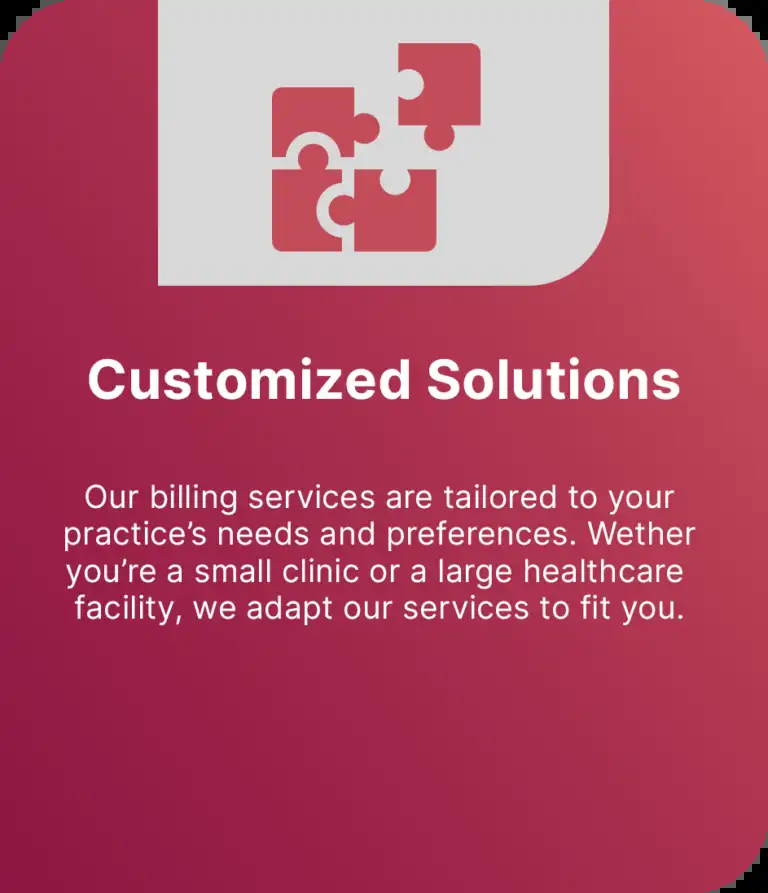 Customized Solutions
Our billing services are tailored to your
practice’s needs and preferences. Wether
you’re a small clinic or a large healthcare
facility, we adapt our services to fit you.